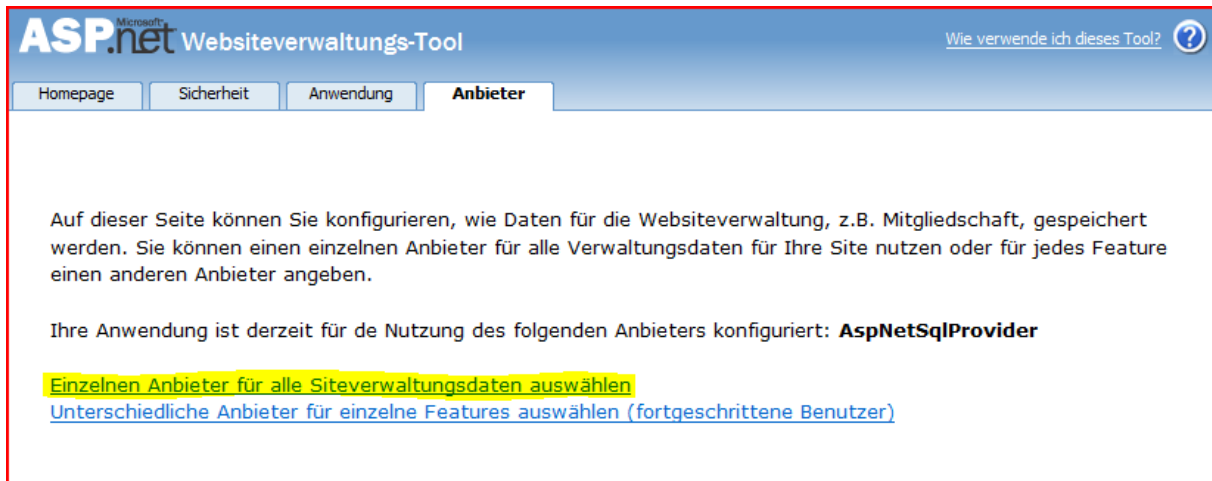 Microsoft
ASP.net Websiteverwaltungs-Tool
Wie verwende ich dieses Tool? ?
Homepage Sicherheit Anwendung Anbieter
Auf dieser Seite können Sie konfigurieren, wie Daten für die Websiteverwaltung, z.B. Mitgliedschaft, gespeichert
werden. Sie können einen einzelnen Anbieter für alle Verwaltungsdaten für Ihre Site nutzen oder für jedes Feature
einen anderen Anbieter angeben.
Ihre Anwendung ist derzeit für de Nutzung des folgenden Anbieters konfiguriert: AspNetSqlProvider
Einzelnen Anbieter für alle Siteverwaltungsdaten auswählen
Unterschiedliche Anbieter für einzelne Features auswählen (fortgeschrittene Benutzer)